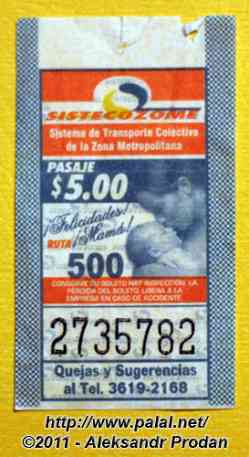 SISTECOZOME
Sistema de Transporte Colectivo
de la Zona Metropolitana
PASAJE
$5.00
¡Felicidades!
RUTA ¡Mamá!
500
CONSERVE SU BOLETO HAY INSPECCIÓN. LA
PÉRDIDA DEL BOLETO, LIBERA A LA
EMPRESA EN CASO DE ACCIDENTE.
2735782
Quejas y Sugerencias
al Tel. 3619-2168
http://www.palal.net/
©2011 - Aleksandr Prodan